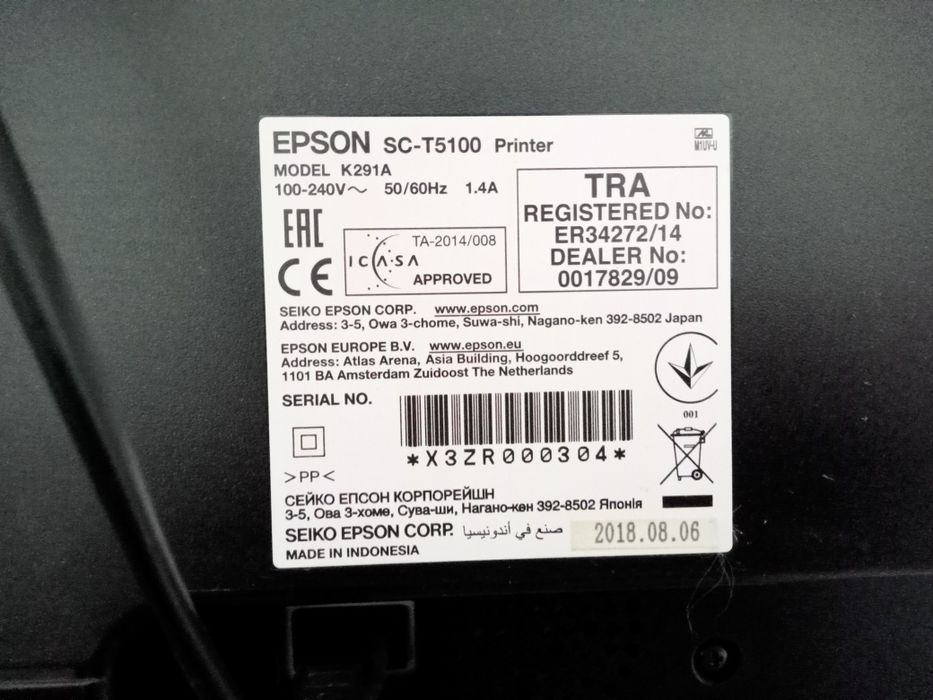 EPSON SC-T5100 Printer
M1UV-U
MODEL K291A
100-240V～ 50/60Hz 1.4A
TRA
REGISTERED No:
ER34272/14
DEALER No:
0017829/09
EAC
CE
ICASA
TA-2014/008
APPROVED
SEIKO EPSON CORP. www.epson.com
Address: 3-5, Owa 3-chome, Suwa-shi, Nagano-ken 392-8502 Japan
EPSON EUROPE B.V. www.epson.eu
Address: Atlas Arena, Asia Building, Hoogoorddreef 5,
1101 BA Amsterdam Zuidoost The Netherlands
001
SERIAL NO.
*X3ZR000304*
>PP<
СЕЙКО ЕПСОН КОРПОРЕЙШН
3-5, Ова 3-хоме, Сува-ши, Нагано-кен 392-8502 Японія
SEIKO EPSON CORP. صنع في أندونيسيا
2018.08.06
MADE IN INDONESIA